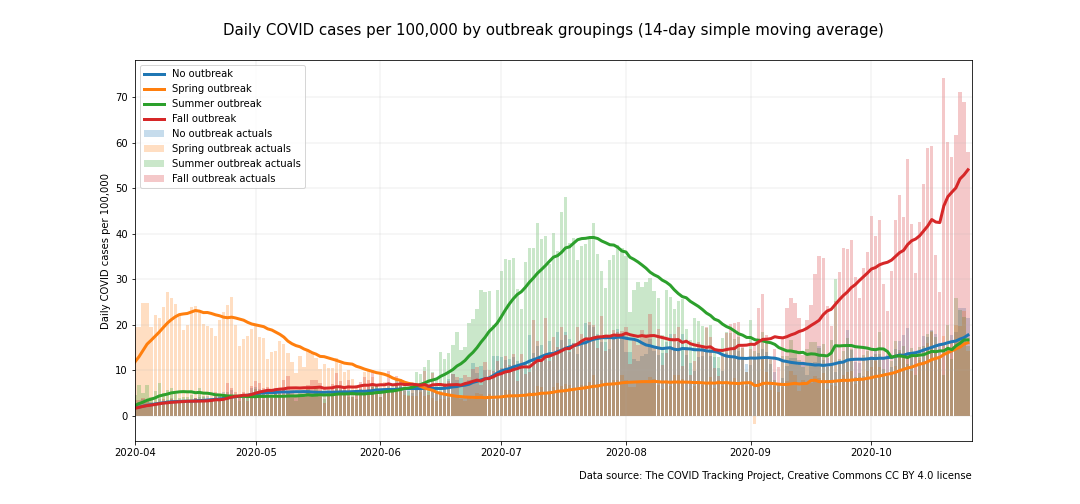 Daily COVID cases per 100,000 by outbreak groupings (14-day simple moving average)
No outbreak
Spring outbreak
Summer outbreak
Fall outbreak
No outbreak actuals
Spring outbreak actuals
Summer outbreak actuals
Fall outbreak actuals
Daily COVID cases per 100,000
70
60
50
40
30
20
10
0
2020-04 2020-05 2020-06 2020-07 2020-08 2020-09 2020-10
Data source: The COVID Tracking Project, Creative Commons CC BY 4.0 license